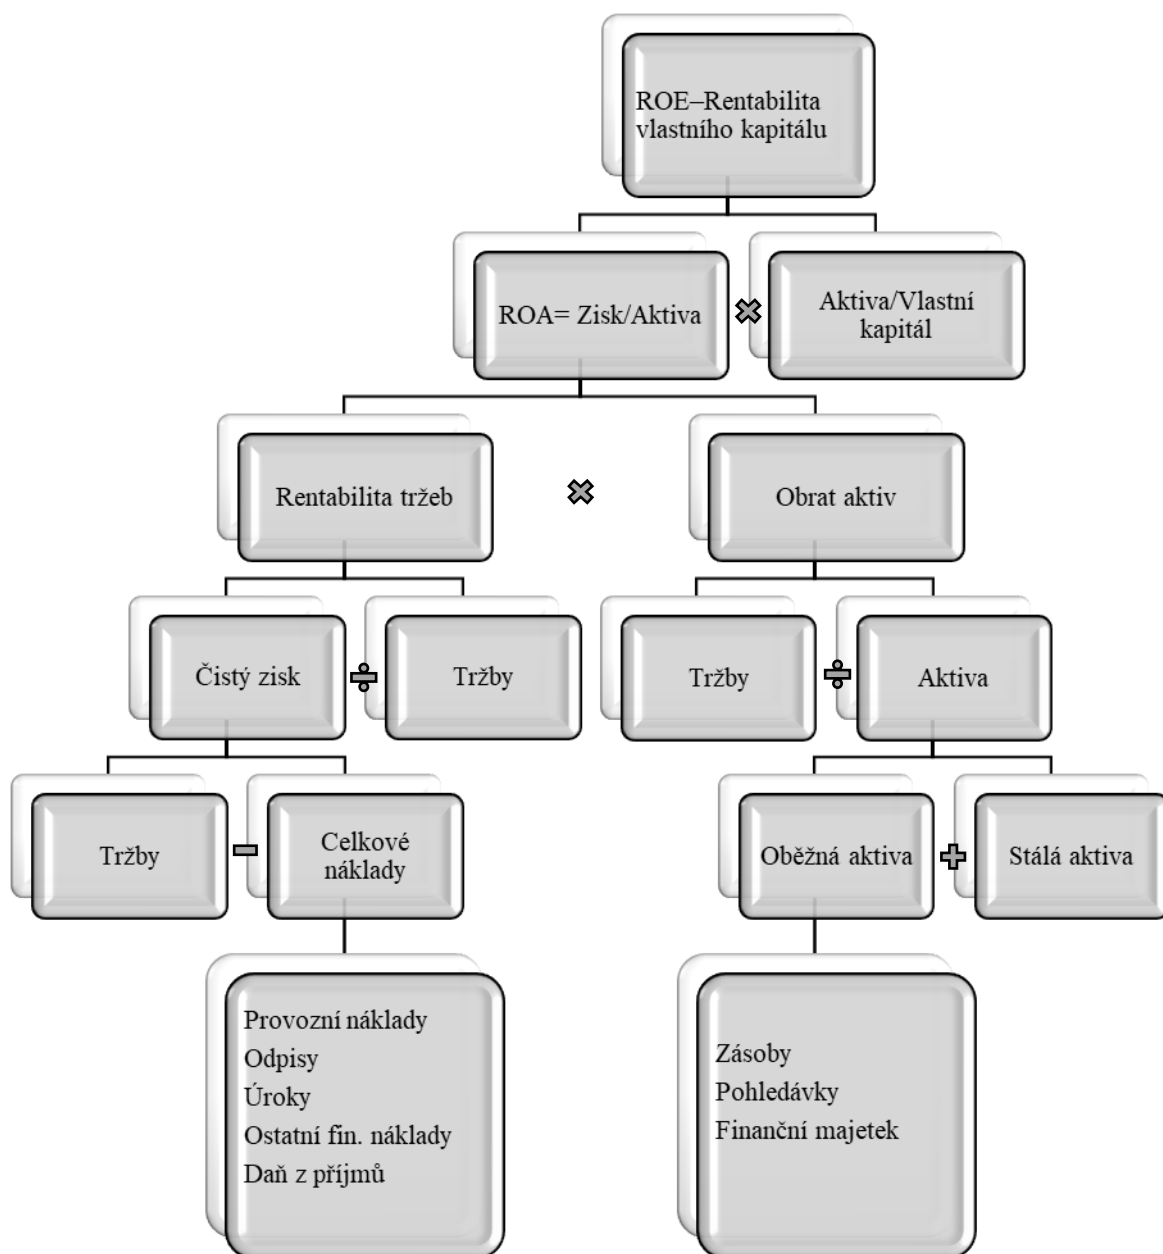 ROE–Rentabilita
vlastního kapitálu
ROA= Zisk/Aktiva
Aktiva/Vlastní
kapitál
Rentabilita tržeb
Obrat aktiv
Čistý zisk
Tržby
Tržby
Aktiva
Tržby
Celkové
náklady
Oběžná aktiva
Stálá aktiva
Provozní náklady
Odpisy
Úroky
Ostatní fin. náklady
Daň z příjmů
Zásoby
Pohledávky
Finanční majetek